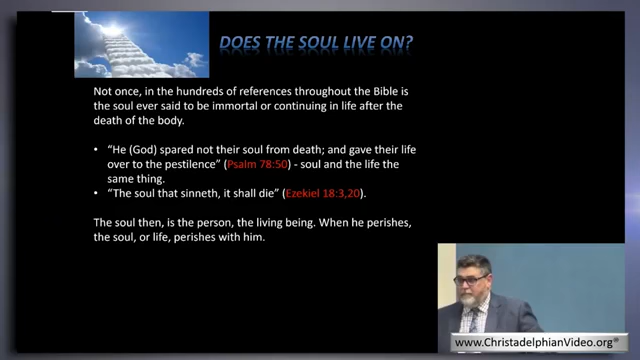 DOES THE SOUL LIVE ON?
Not once, in the hundreds of references throughout the Bible is
the soul ever said to be immortal or continuing in life after the
death of the body.
• “He (God) spared not their soul from death; and gave their life
over to the pestilence” (Psalm 78:50) - soul and the life the
same thing.
• “The soul that sinneth, it shall die” (Ezekiel 18:3,20).
The soul then, is the person, the living being. When he perishes,
the soul, or life, perishes with him.
www.ChristadelphianVideo.org®